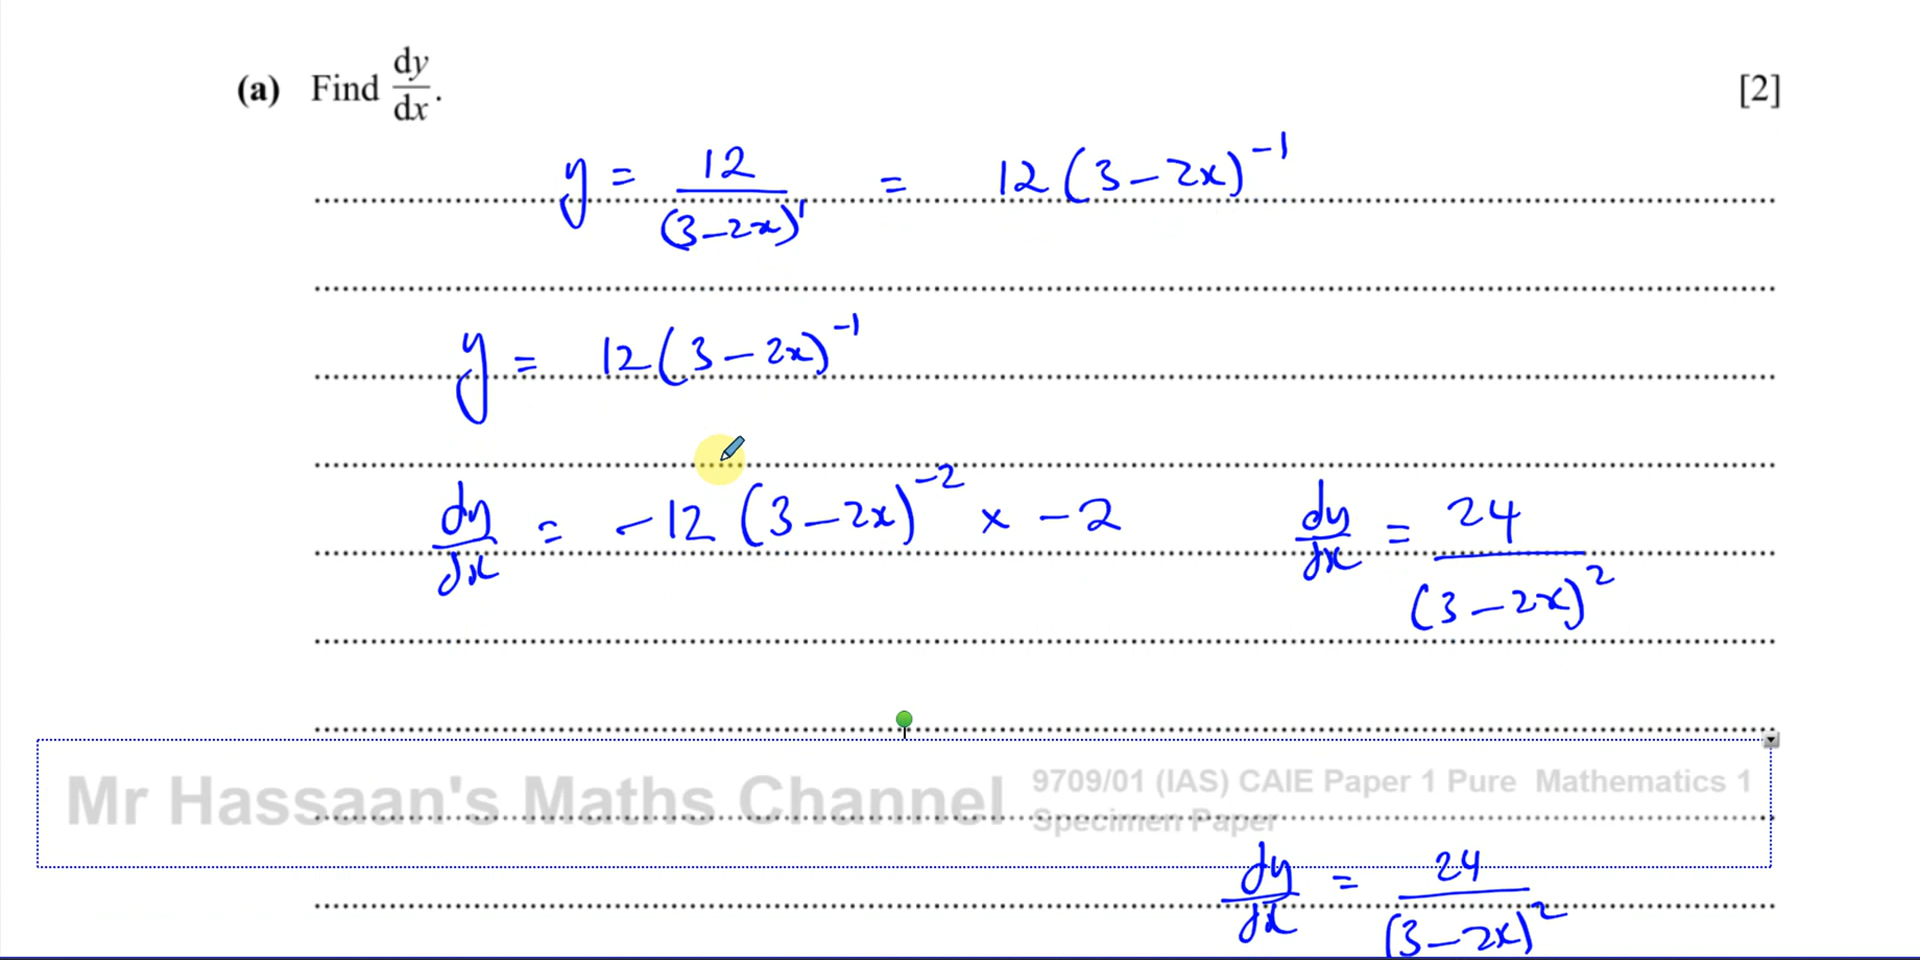 (a) Find dy/dx. [2]
y = 12/(3-2x)^1 = 12(3-2x)^-1
y = 12(3-2x)^-1
dy/dx = -12(3-2x)^-2 x -2 dy/dx = 24/(3-2x)^2
Mr Hassaan's Maths Channel 9709/01 (IAS) CAIE Paper 1 Pure Mathematics 1
Specimen Paper
dy/dx = 24/(3-2x)^2